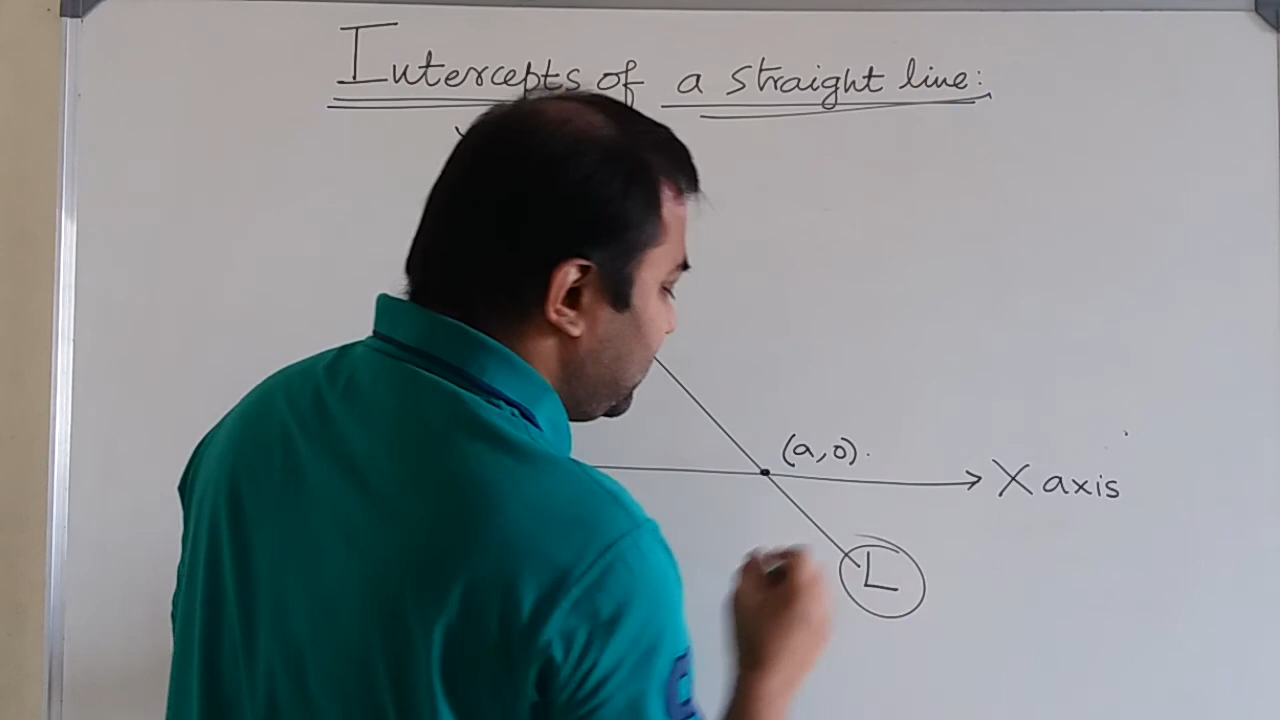 Intercepts of a straight line:
(a,0).
X axis
L